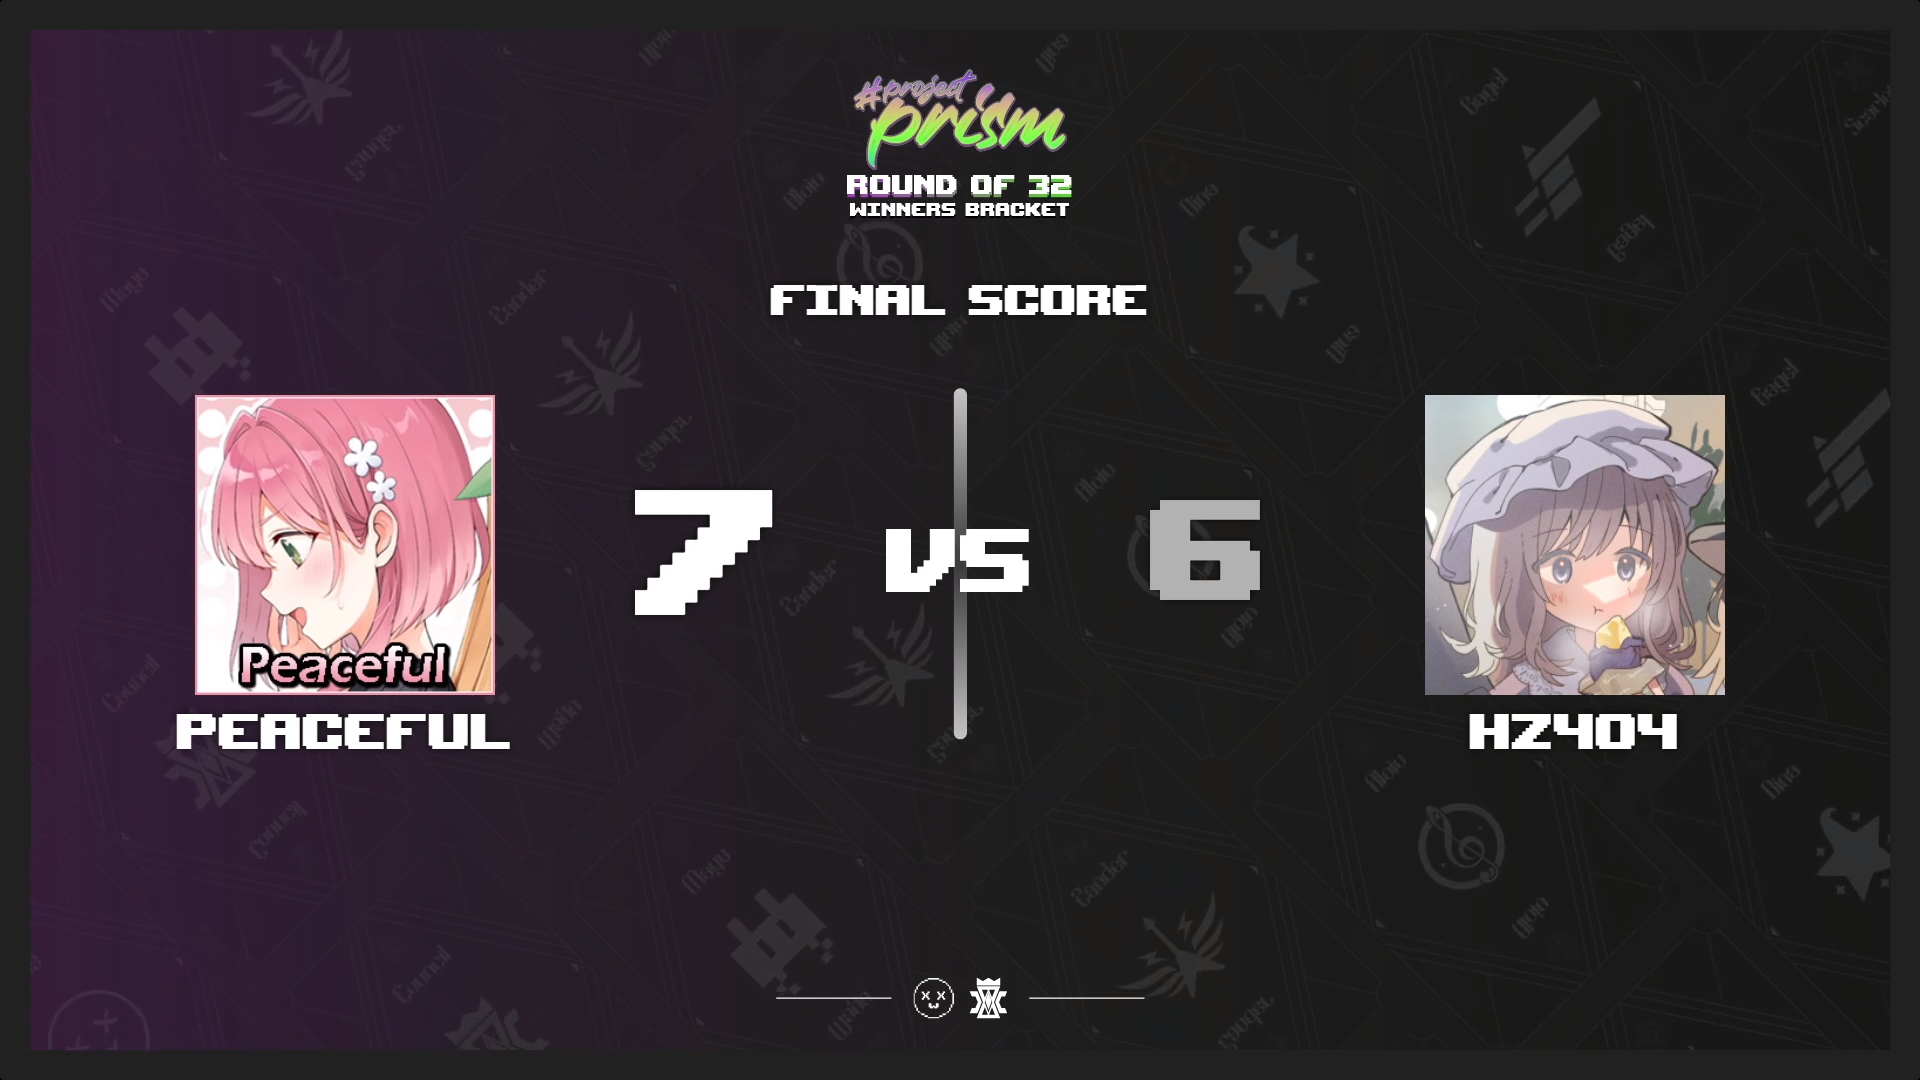 #project
prism
ROUND OF 32
WINNERS BRACKET
FINAL SCORE
7 VS 6
Peaceful
PEACEFUL
HZ404